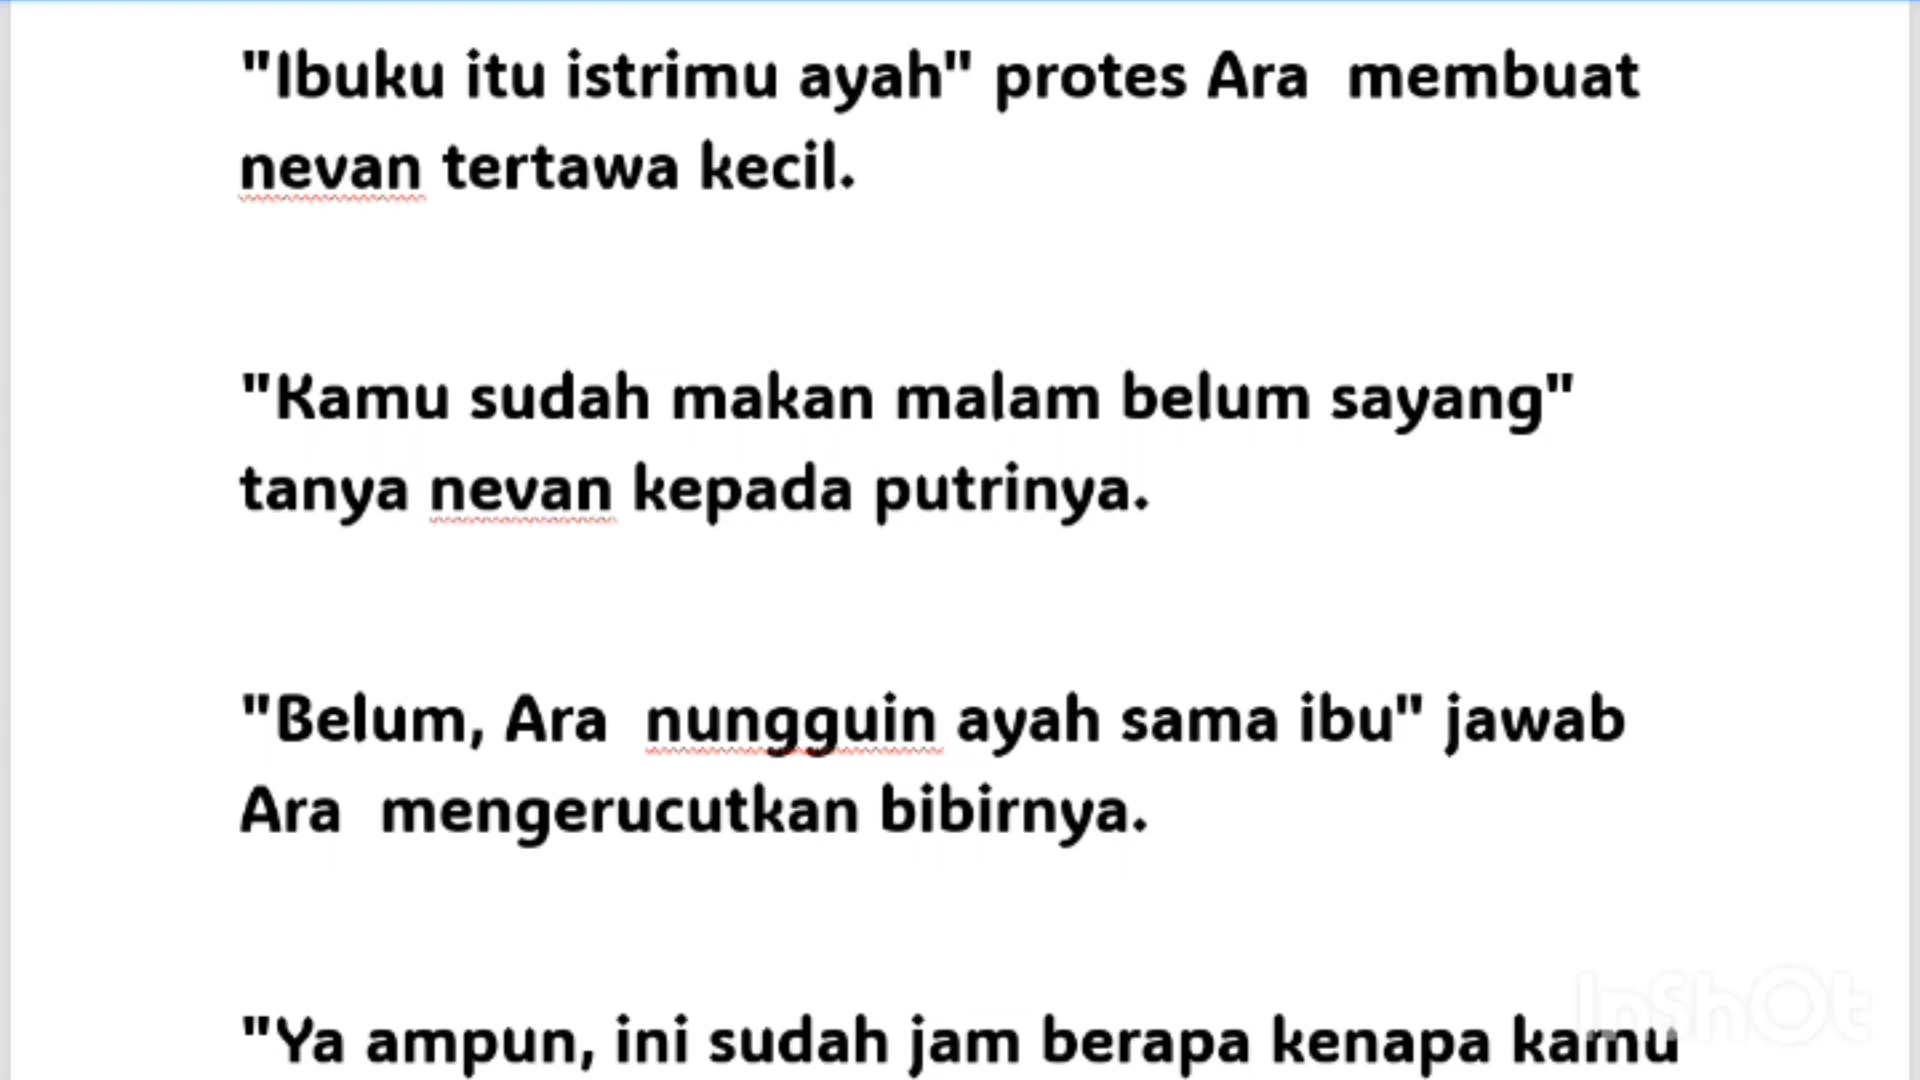 "Ibuku itu istrimu ayah" protes Ara  membuat
nevan tertawa kecil.
"Kamu sudah makan malam belum sayang"
tanya nevan kepada putrinya.
"Belum, Ara  nungguin ayah sama ibu" jawab
Ara  mengerucutkan bibirnya.
"Ya ampun, ini sudah jam berapa kenapa kamu
InShOt